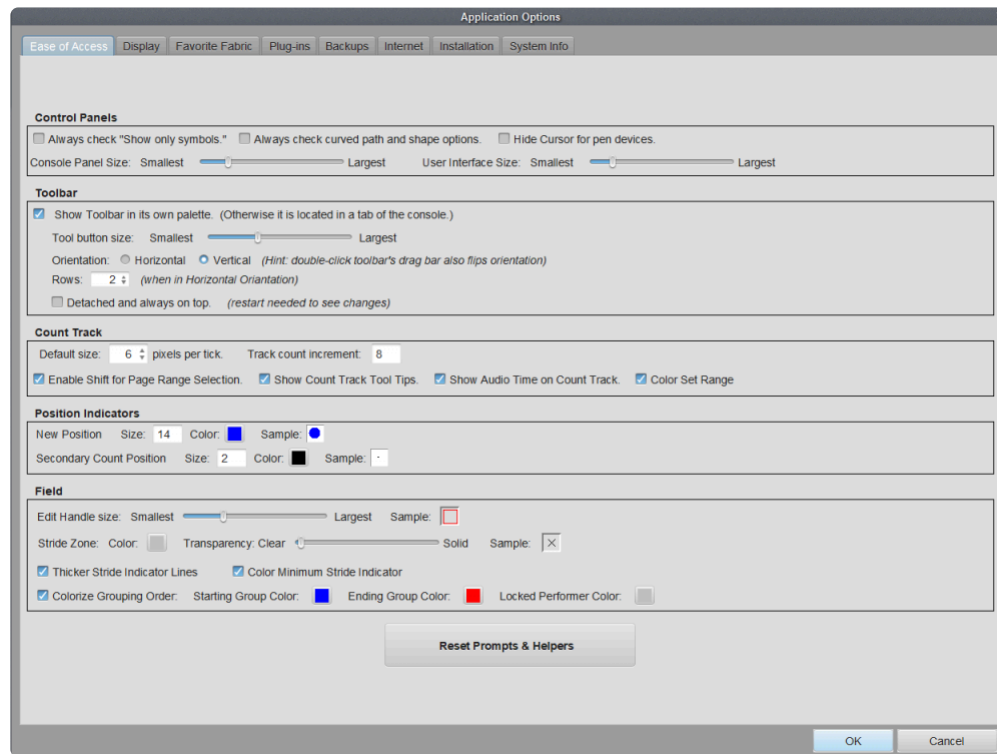 Application Options
Ease of Access Display Favorite Fabric Plug-ins Backups Internet Installation System Info
Control Panels
Always check "Show only symbols." Always check curved path and shape options. Hide Cursor for pen devices.
Console Panel Size: Smallest Largest User Interface Size: Smallest Largest
Toolbar
Show Toolbar in its own palette. (Otherwise it is located in a tab of the console.)
Tool button size: Smallest Largest
Orientation: Horizontal Vertical (Hint: double-click toolbar's drag bar also flips orientation)
Rows: 2 (when in Horizontal Oriantation)
Detached and always on top. (restart needed to see changes)
Count Track
Default size: 6 pixels per tick. Track count increment: 8
Enable Shift for Page Range Selection. Show Count Track Tool Tips. Show Audio Time on Count Track. Color Set Range
Position Indicators
New Position Size: 14 Color: Sample:
Secondary Count Position Size: 2 Color: Sample:
Field
Edit Handle size: Smallest Largest Sample:
Stride Zone: Color: Transparency: Clear Solid Sample:
Thicker Stride Indicator Lines Color Minimum Stride Indicator
Colorize Grouping Order: Starting Group Color: Ending Group Color: Locked Performer Color:
Reset Prompts & Helpers
OK Cancel